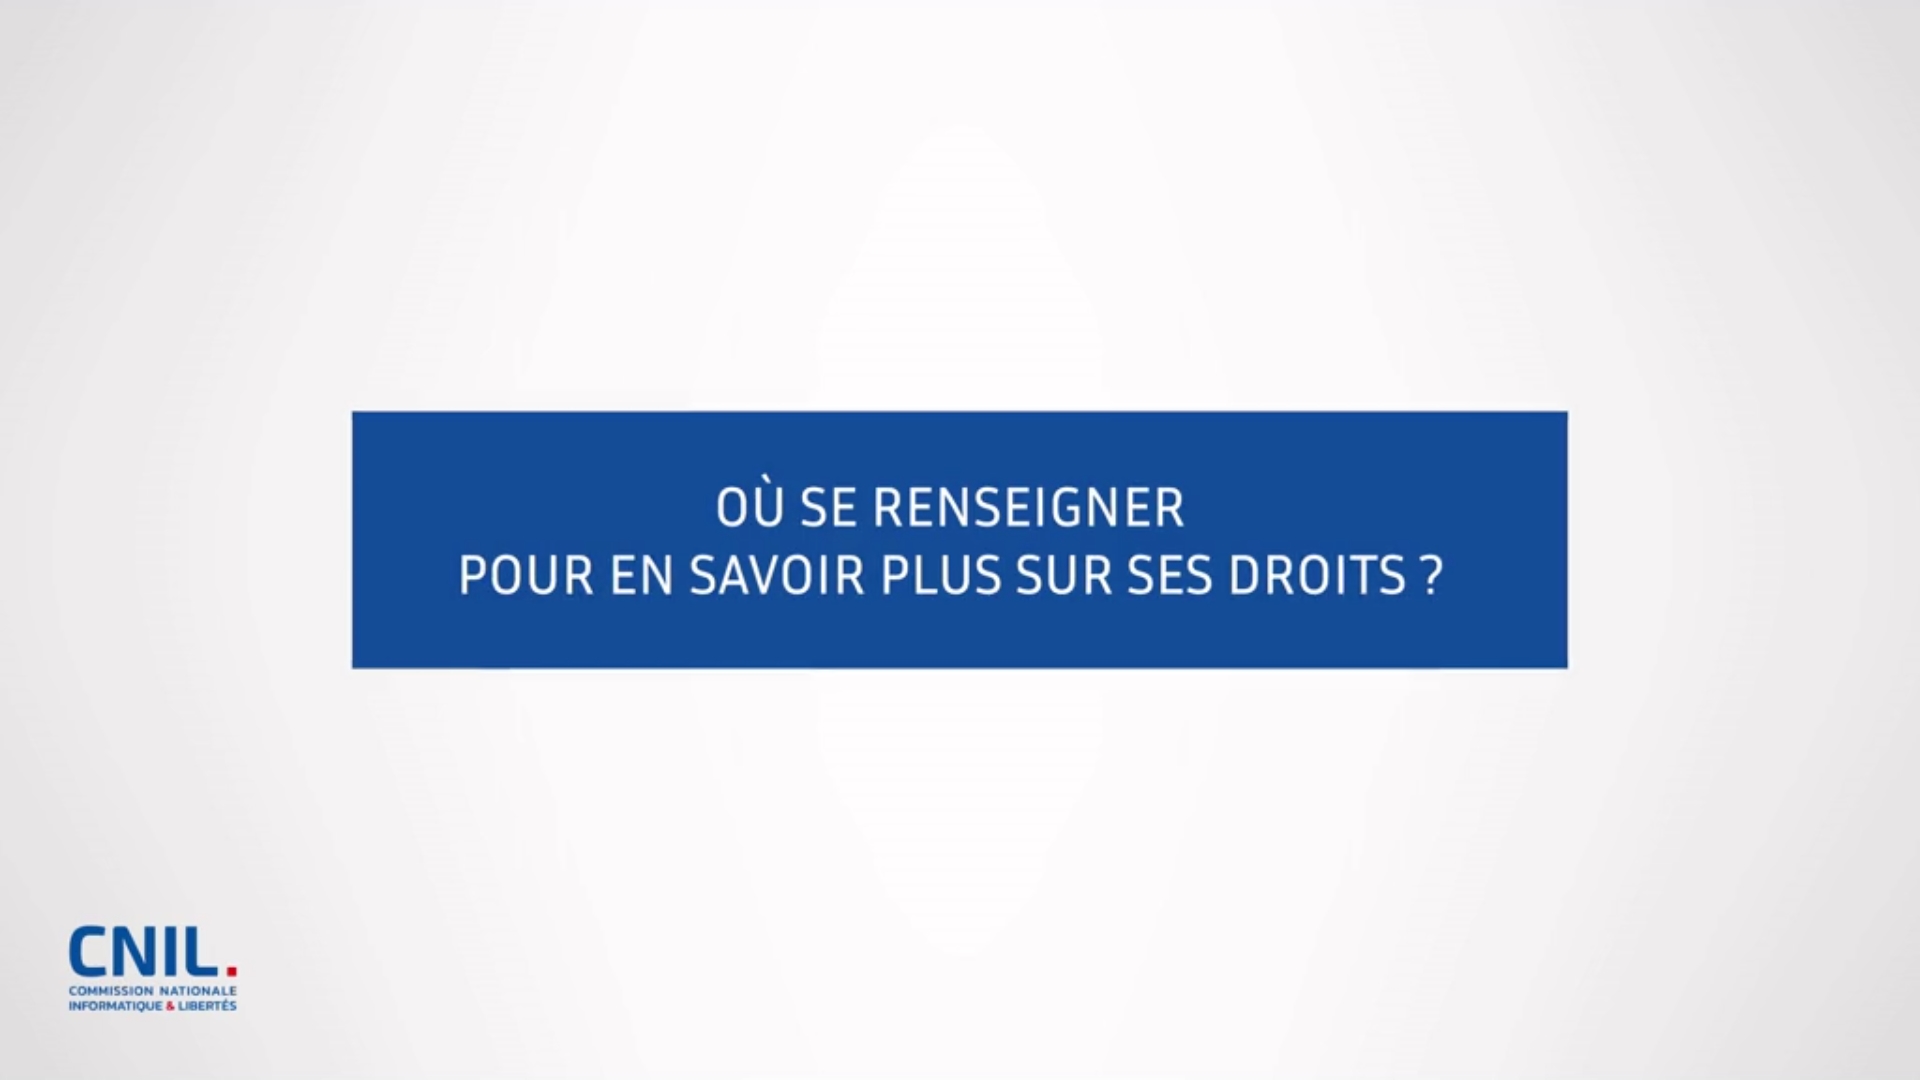 OÙ SE RENSEIGNER
POUR EN SAVOIR PLUS SUR SES DROITS ?
CNIL.
COMMISSION NATIONALE
INFORMATIQUE & LIBERTÉS